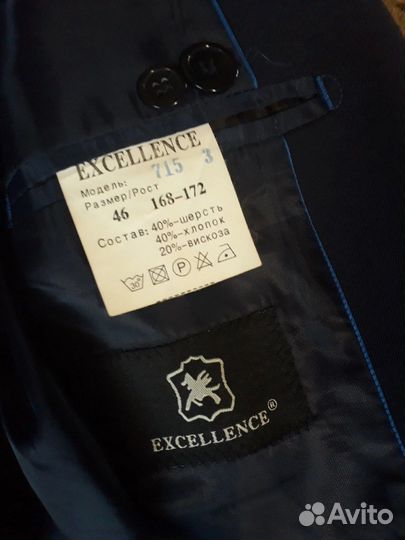 EXCELLENCE
Модель: 715 3
Размер/Рост
46 168-172
Состав: 40%-шерсть
40%-хлопок
20%-вискоза
30°
P
EXCELLENCE®
Avito